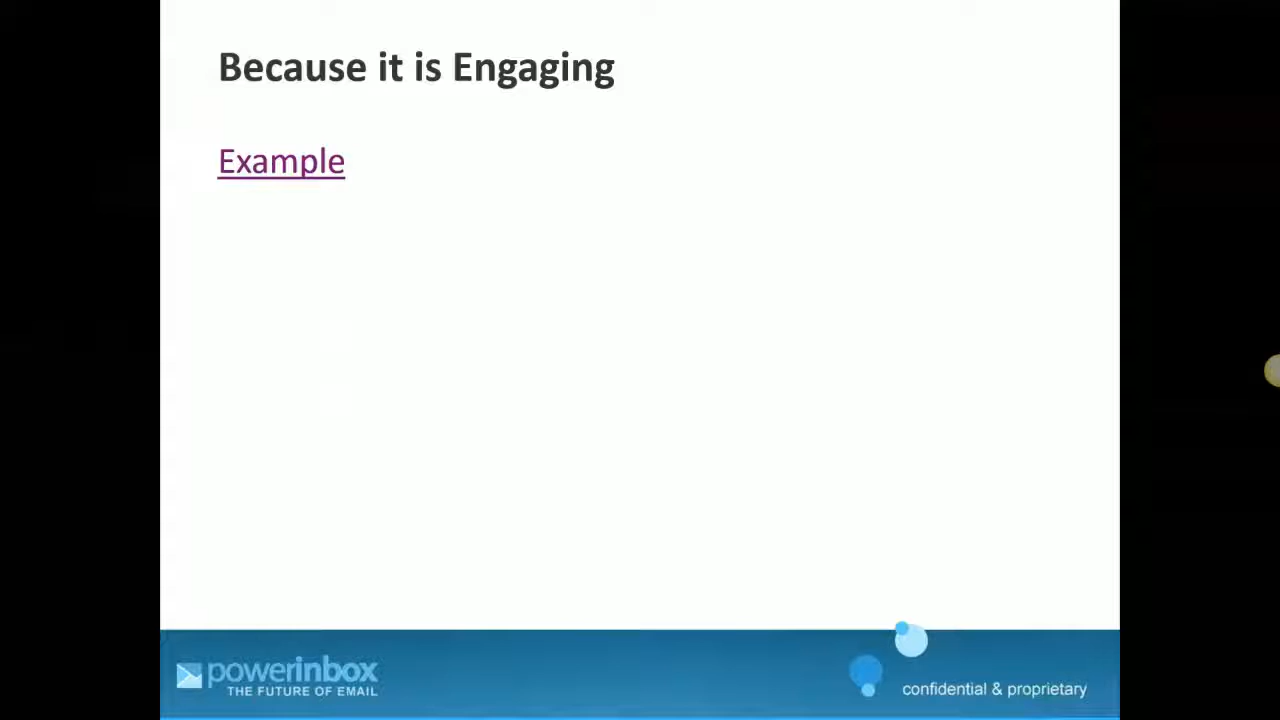 Because it is Engaging
Example
powerinbox
THE FUTURE OF EMAIL
confidential & proprietary